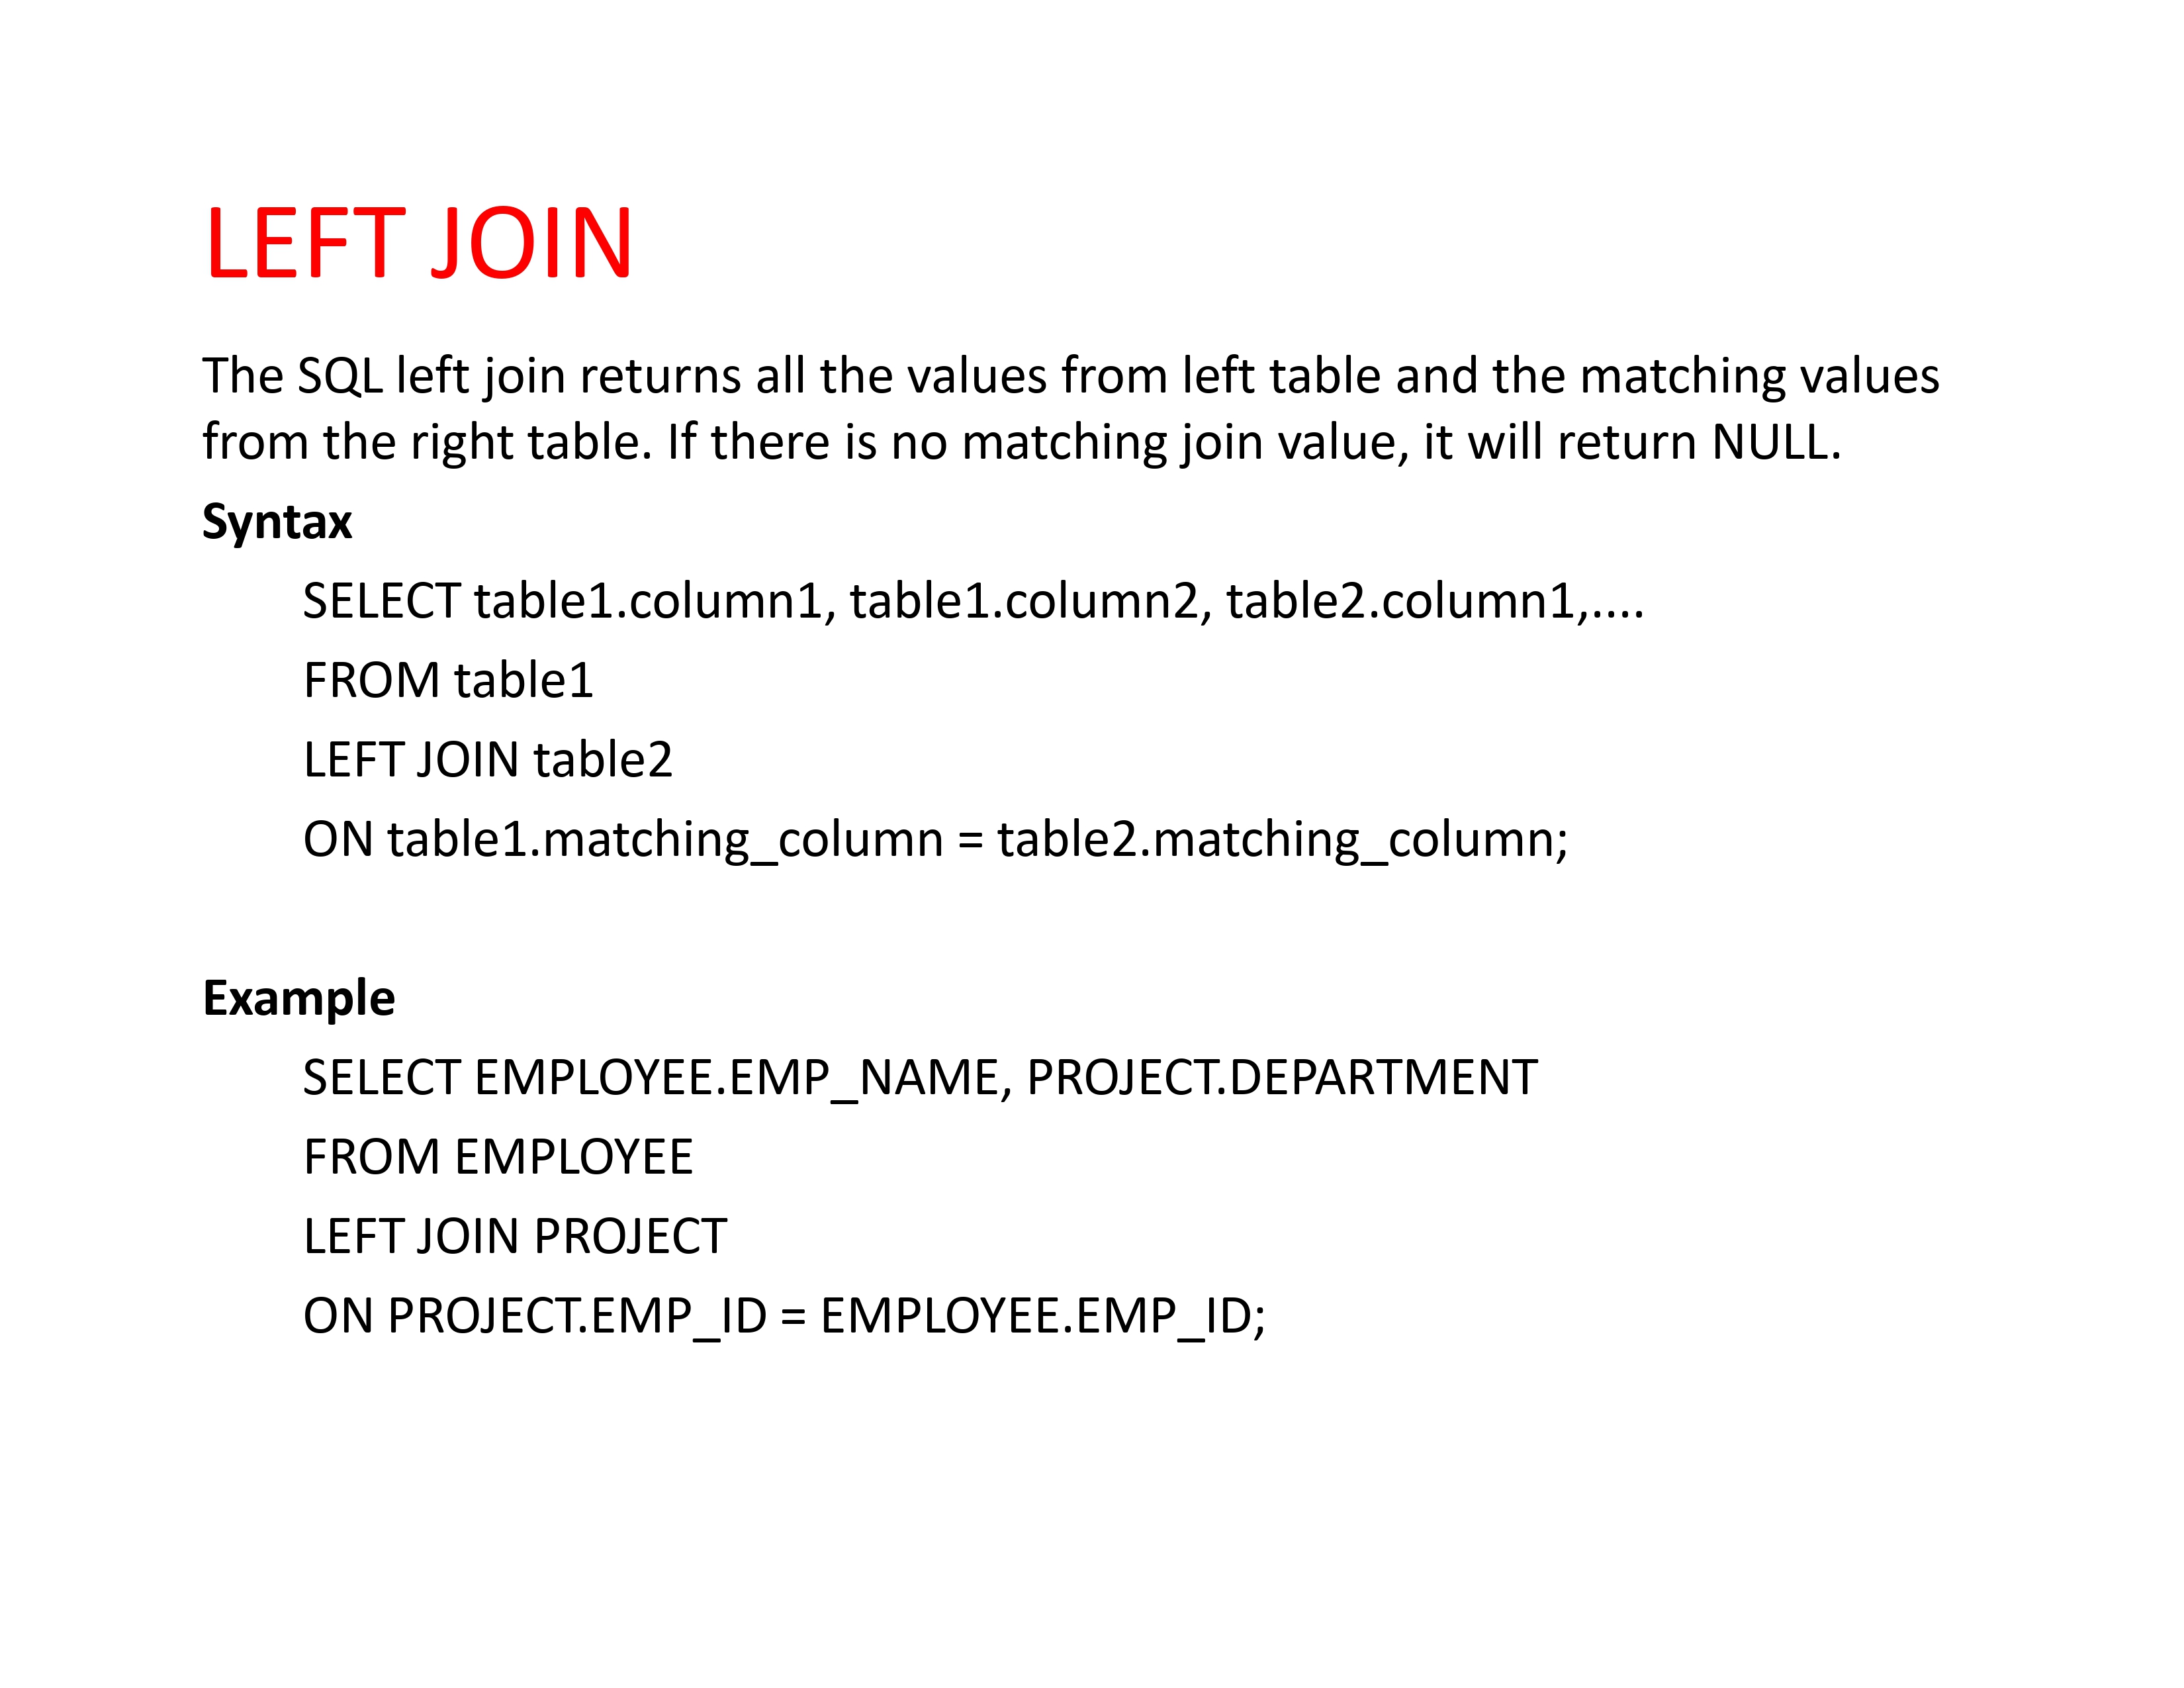 LEFT JOIN
The SQL left join returns all the values from left table and the matching values
from the right table. If there is no matching join value, it will return NULL.
Syntax
SELECT table1.column1, table1.column2, table2.column1,....
FROM table1
LEFT JOIN table2
ON table1.matching_column = table2.matching_column;
Example
SELECT EMPLOYEE.EMP_NAME, PROJECT.DEPARTMENT
FROM EMPLOYEE
LEFT JOIN PROJECT
ON PROJECT.EMP_ID = EMPLOYEE.EMP_ID;